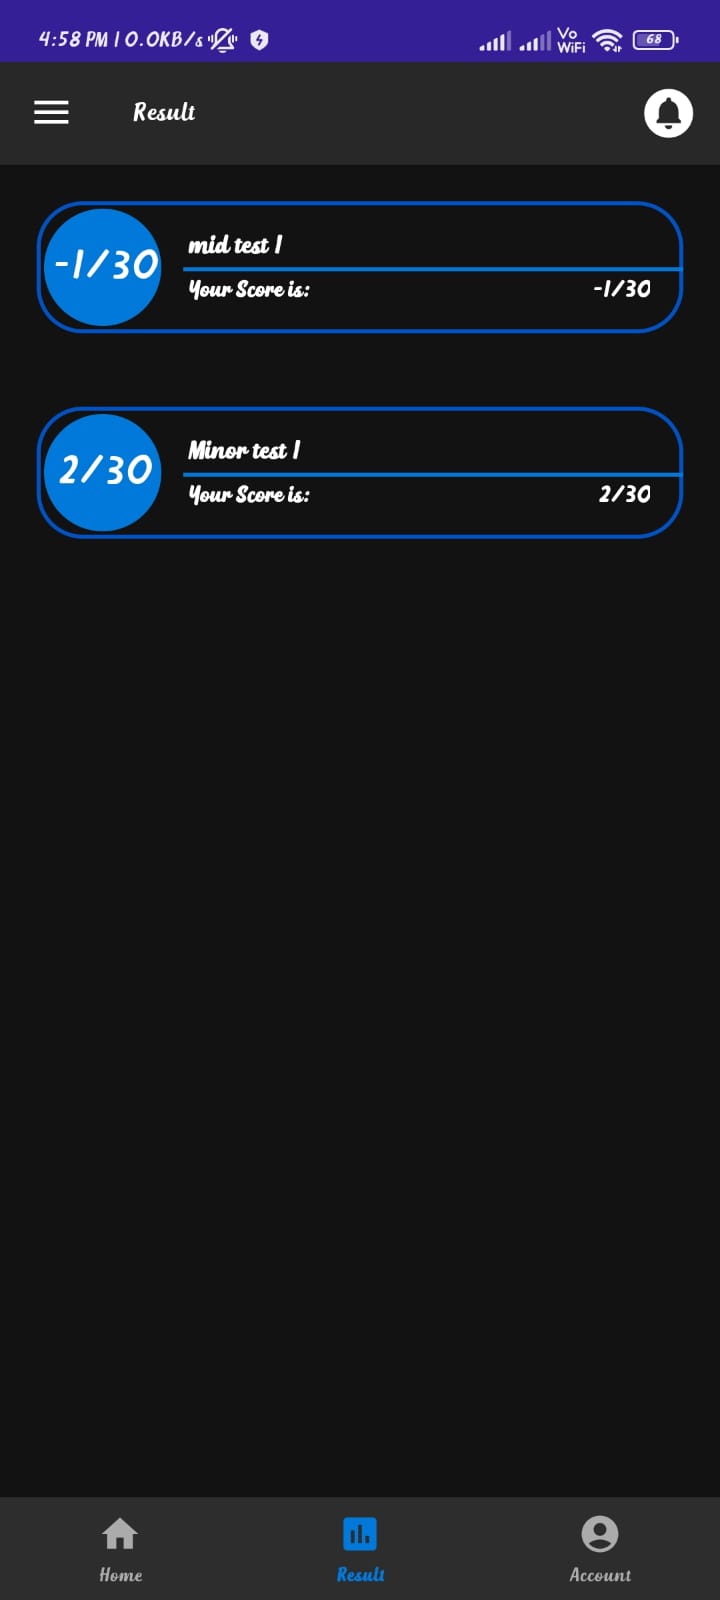 4:58 PM | 0.0KB/s Vo WiFi 68
Result
-1/30
mid test 1
Your Score is: -1/30
2/30
Minor test 1
Your Score is: 2/30
Home Result Account